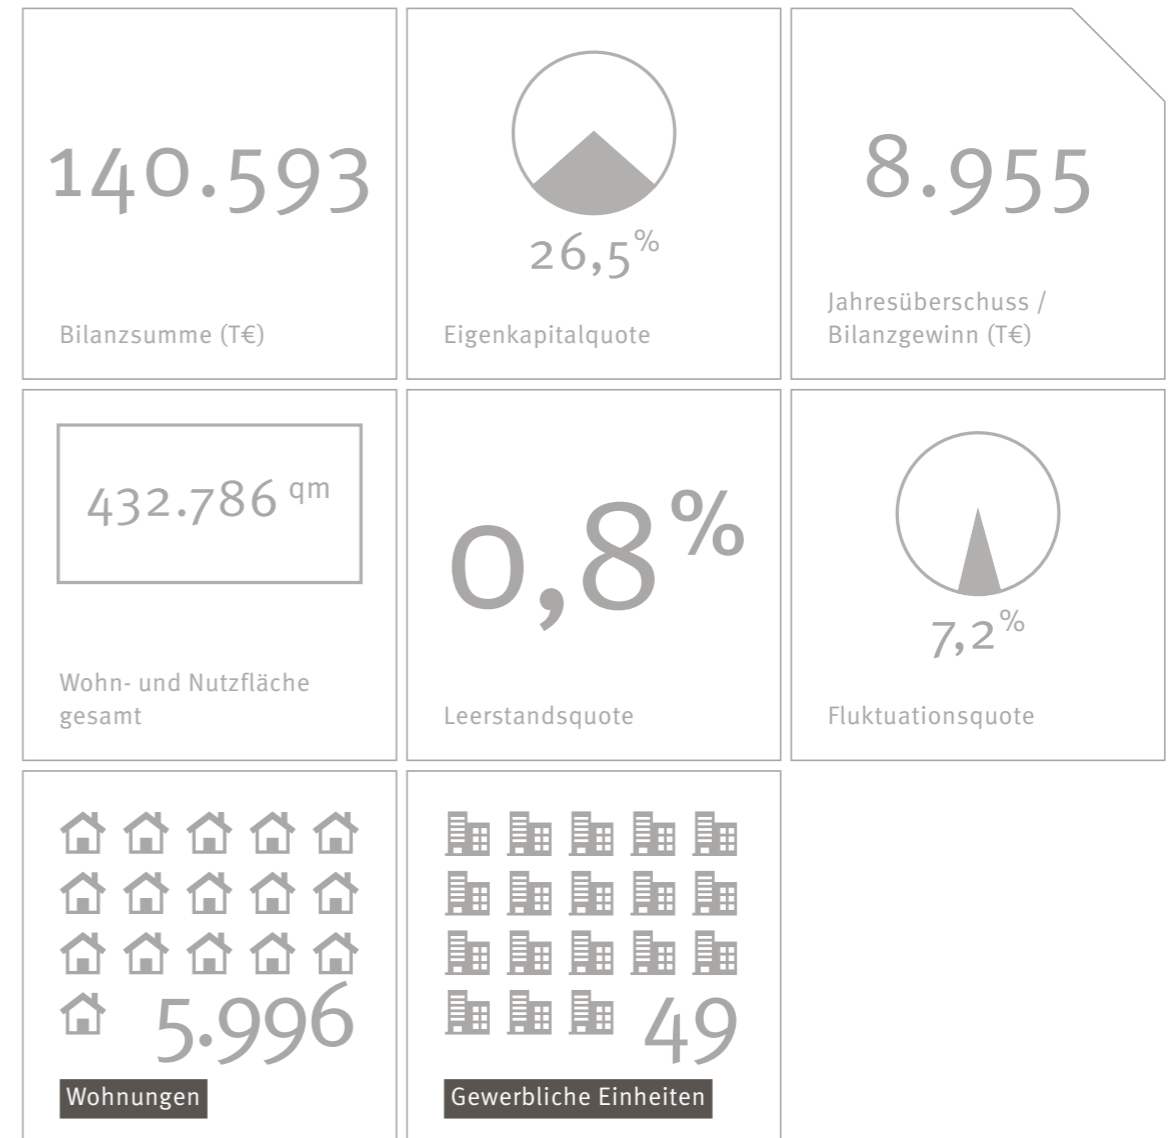 140.593
Bilanzsumme (T€)
26,5%
Eigenkapitalquote
8.955
Jahresüberschuss /
Bilanzgewinn (T€)
432.786 qm
Wohn- und Nutzfläche
gesamt
0,8%
Leerstandsquote
7,2%
Fluktuationsquote
5.996
Wohnungen
49
Gewerbliche Einheiten